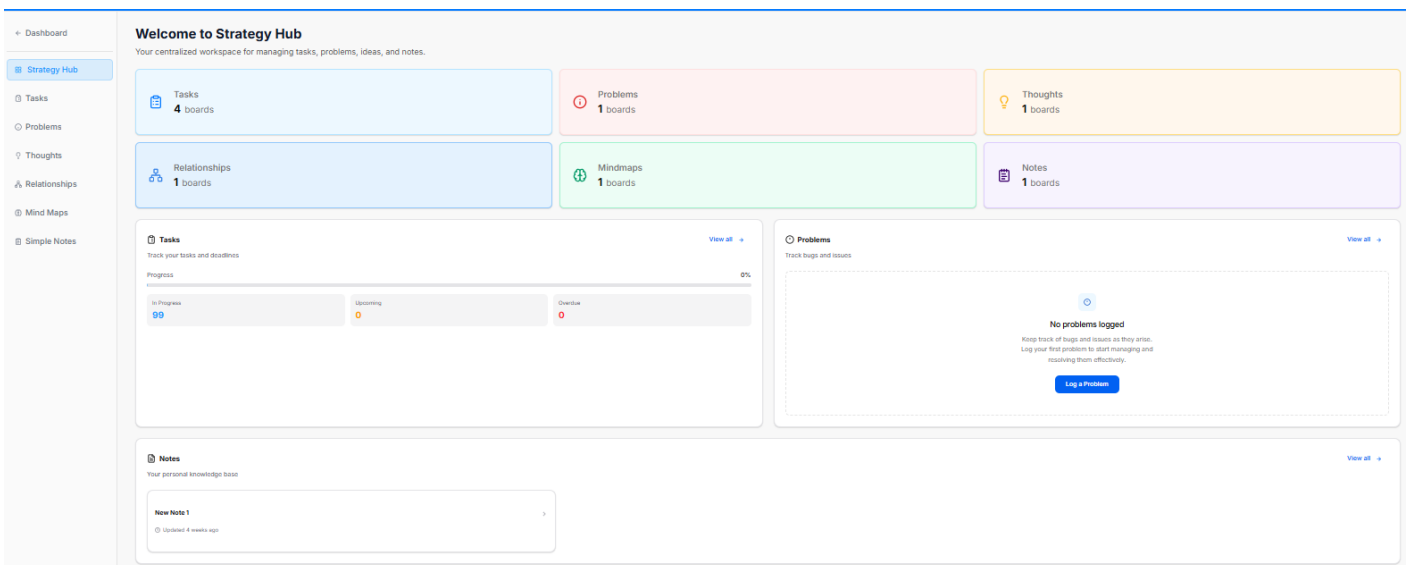 Dashboard
Strategy Hub
Tasks
Problems
Thoughts
Relationships
Mind Maps
Simple Notes
Welcome to Strategy Hub
Your centralized workspace for managing tasks, problems, ideas, and notes.
Tasks
4 boards
Problems
1 boards
Thoughts
1 boards
Relationships
1 boards
Mindmaps
1 boards
Notes
1 boards
Tasks
View all
Track your tasks and deadlines
Progress
0%
In Progress
99
Upcoming
0
Overdue
0
Problems
View all
Track bugs and issues
No problems logged
Keep track of bugs and issues as they arise.
Log your first problem to start managing and
resolving them effectively.
Log a Problem
Notes
View all
Your personal knowledge base
New Note 1
Updated 4 weeks ago